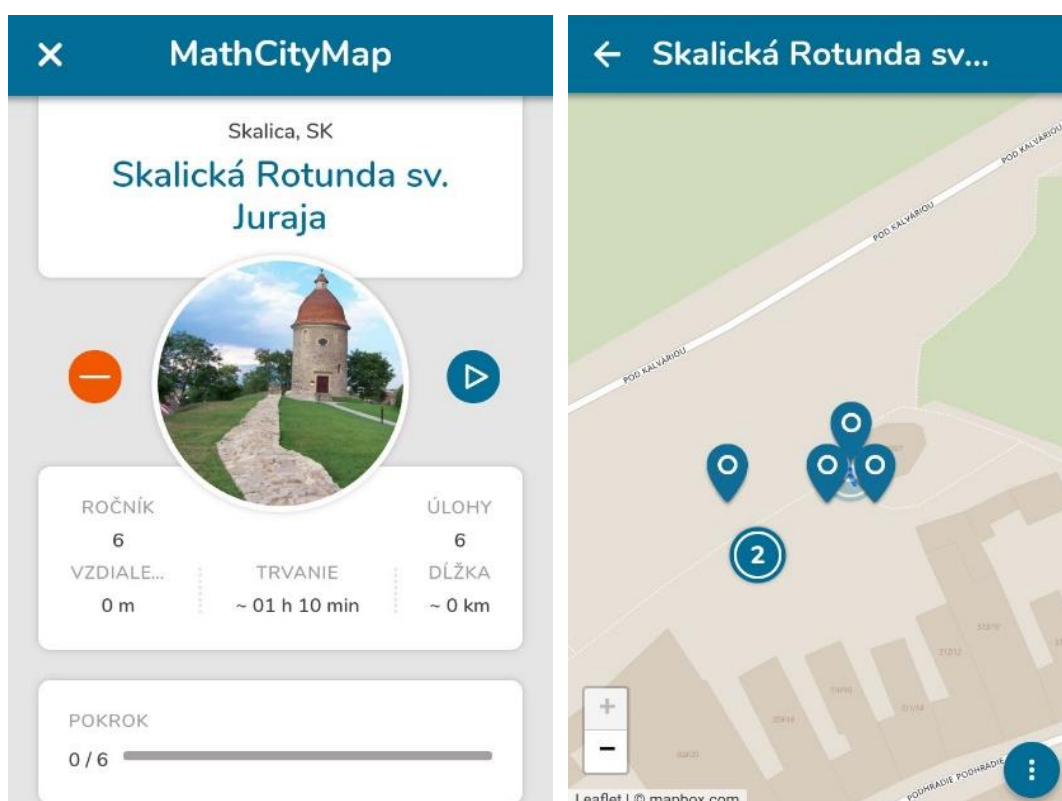 MathCityMap
Skalica, SK
Skalická Rotunda sv.
Juraja
ROČNÍK
6
ÚLOHY
6
VZDIALE...
0 m
TRVANIE
~ 01 h 10 min
DĹŽKA
~ 0 km
POKROK
0 / 6
Skalická Rotunda sv...
POD KALVÁRIOU
POD KALVÁRIOU
POD KALVÁRIOU
2
+
−
PODHRADIE PODHRADIE
Leaflet | © mapbox.com